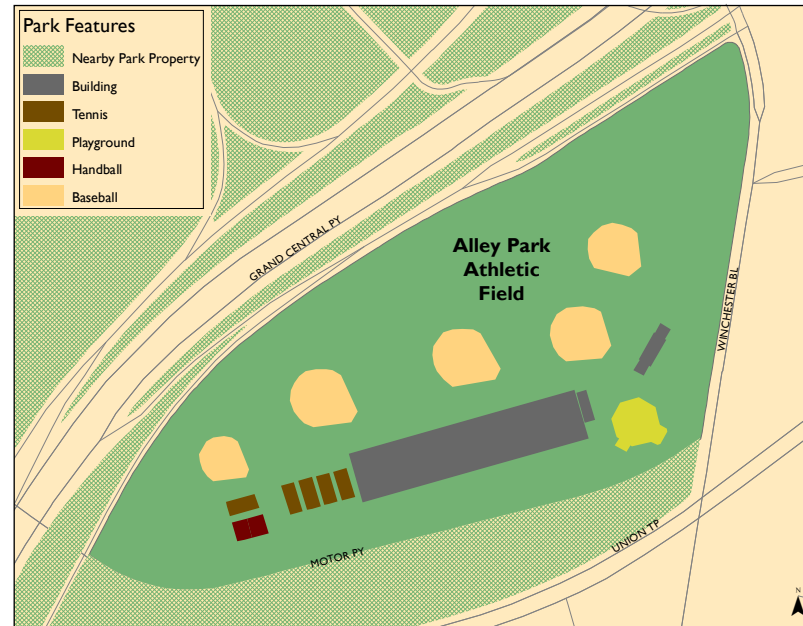 Park Features
Nearby Park Property
Building
Tennis
Playground
Handball
Baseball
GRAND CENTRAL PY
Alley Park
Athletic
Field
WINCHESTER BL
MOTOR PY
UNION TP
N